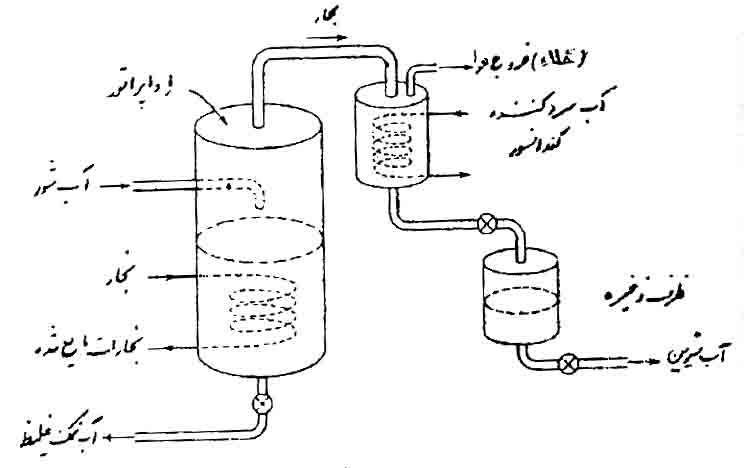 بخار
خروج هوا (خلاء)
اواپراتور
آب سرد کننده
کندانسور
آب شور
بخار
ظرف ذخیره
بخارات مایع شده
آب شیرین
آب نمک غلیظ